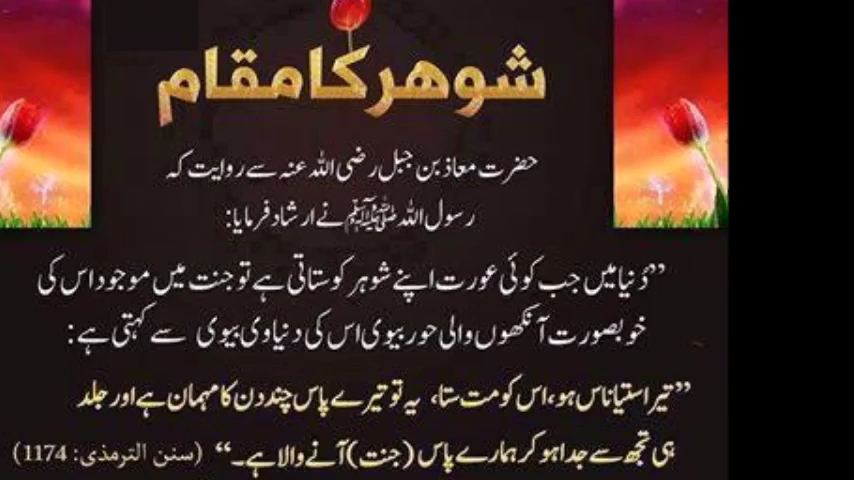 شوہر کا مقام
حضرت معاذ بن جبل رضی اللہ عنہ سے روایت کہ
رسول اللہ ﷺ نے ارشاد فرمایا:
”دُنیا میں جب کوئی عورت اپنے شوہر کو ستاتی ہے تو جنت میں موجود اس کی
خوبصورت آنکھوں والی حور بیوی اس کی دنیاوی بیوی سے کہتی ہے:
”تیرا ستیاناس ہو، اس کو مت ستا، یہ تو تیرے پاس چند دن کا مہمان ہے اور جلد
ہی تجھ سے جدا ہو کر ہمارے پاس (جنت) آنے والا ہے۔“ (سنن الترمذی: 1174)